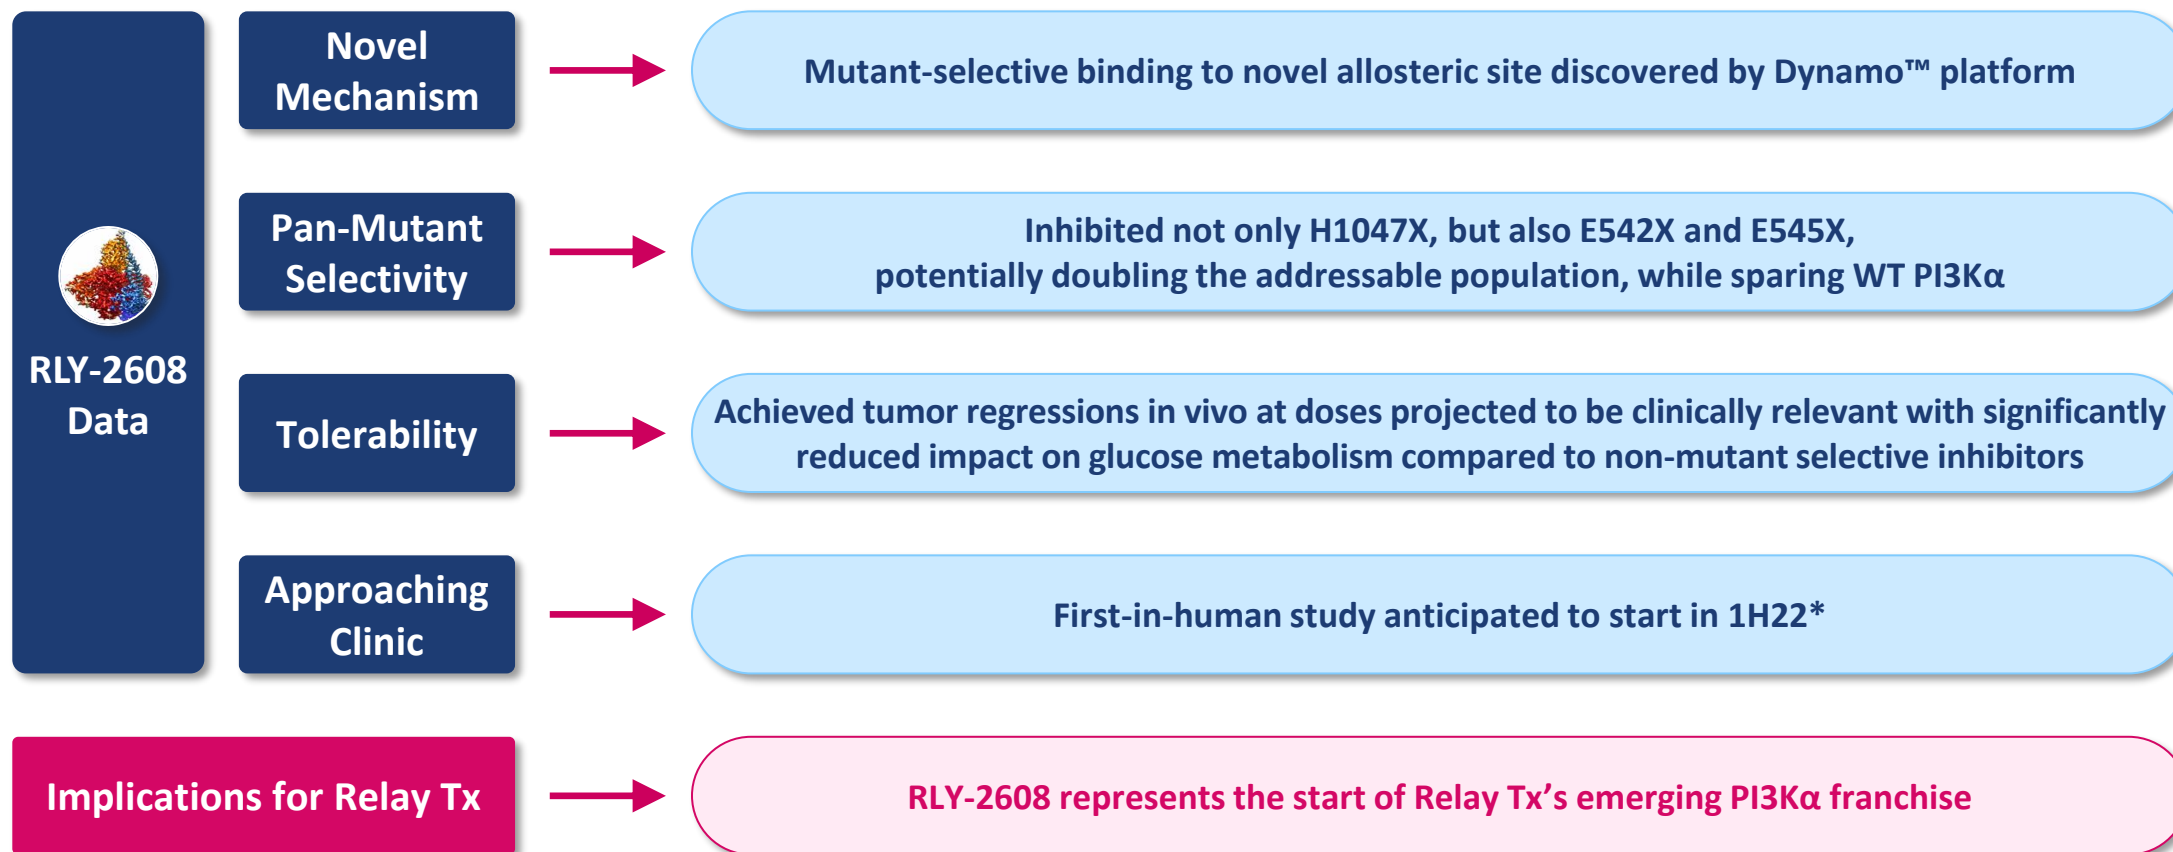 RLY-2608
Data
Novel
Mechanism
Mutant-selective binding to novel allosteric site discovered by Dynamo™ platform
Pan-Mutant
Selectivity
Inhibited not only H1047X, but also E542X and E545X,
potentially doubling the addressable population, while sparing WT PI3Kα
Tolerability
Achieved tumor regressions in vivo at doses projected to be clinically relevant with significantly
reduced impact on glucose metabolism compared to non-mutant selective inhibitors
Approaching
Clinic
First-in-human study anticipated to start in 1H22*
Implications for Relay Tx
RLY-2608 represents the start of Relay Tx’s emerging PI3Kα franchise